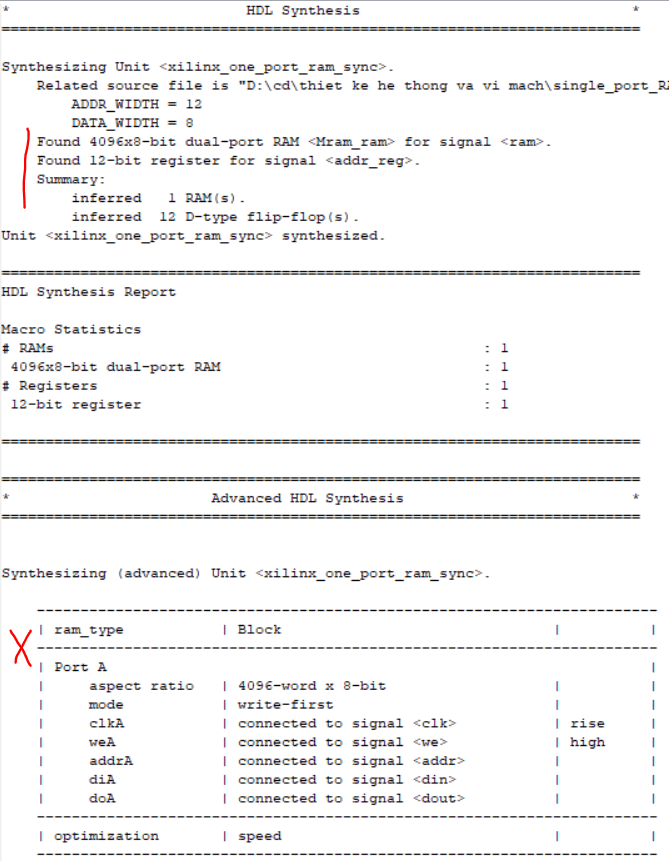 * HDL Synthesis *
=========================================================================
Synthesizing Unit <xilinx_one_port_ram_sync>.
Related source file is "D:\cd\thiet ke he thong va vi mach\single_port_RA
ADDR_WIDTH = 12
DATA_WIDTH = 8
Found 4096x8-bit dual-port RAM <Mram_ram> for signal <ram>.
Found 12-bit register for signal <addr_reg>.
Summary:
inferred 1 RAM(s).
inferred 12 D-type flip-flop(s).
Unit <xilinx_one_port_ram_sync> synthesized.
=========================================================================
HDL Synthesis Report
Macro Statistics
# RAMs : 1
4096x8-bit dual-port RAM : 1
# Registers : 1
12-bit register : 1
=========================================================================
=========================================================================
* Advanced HDL Synthesis *
=========================================================================
Synthesizing (advanced) Unit <xilinx_one_port_ram_sync>.
-----------------------------------------------------------------------
| ram_type | Block | |
-----------------------------------------------------------------------
X
| Port A |
| aspect ratio | 4096-word x 8-bit | |
| mode | write-first | |
| clkA | connected to signal <clk> | rise |
| weA | connected to signal <we> | high |
| addrA | connected to signal <addr> | |
| diA | connected to signal <din> | |
| doA | connected to signal <dout> | |
-----------------------------------------------------------------------
| optimization | speed | |
-----------------------------------------------------------------------